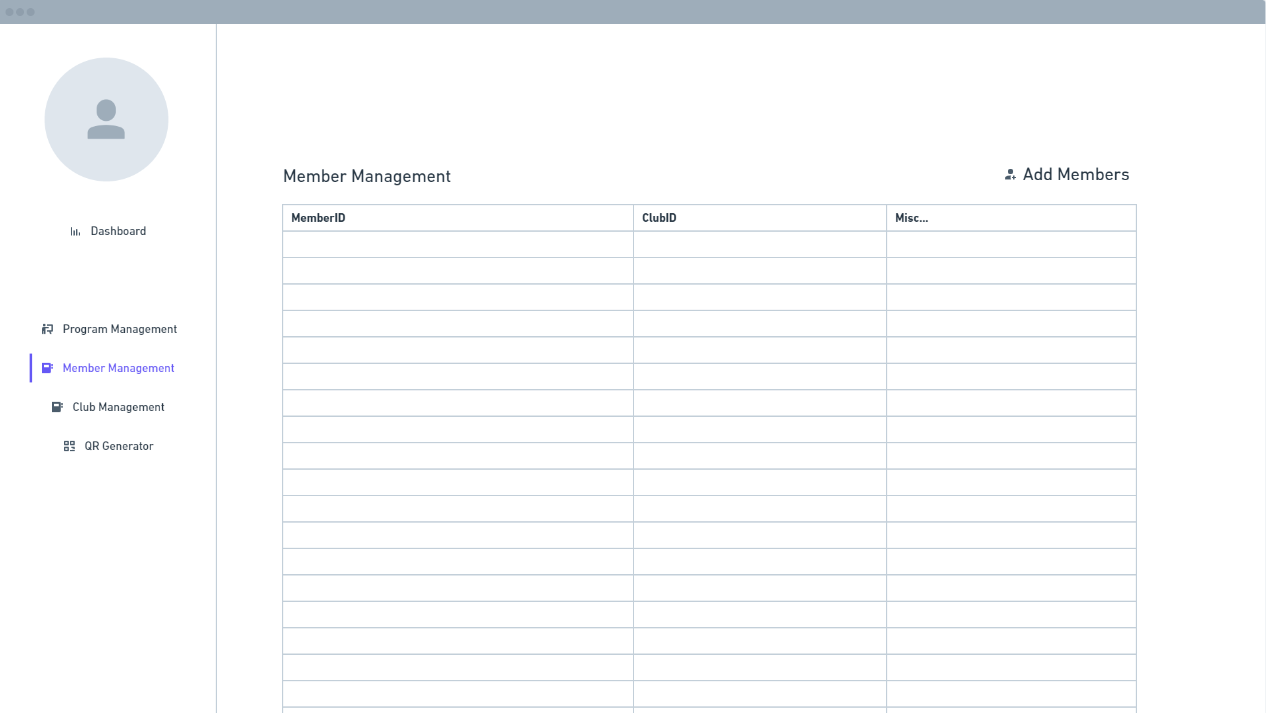 Dashboard
Program Management
Member Management
Club Management
QR Generator
Member Management
Add Members
MemberID ClubID Misc...